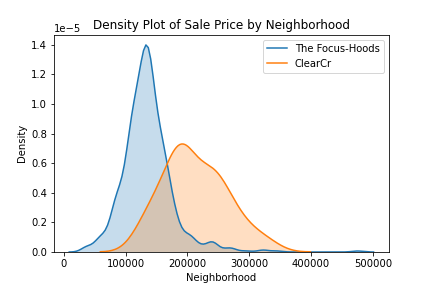 Density Plot of Sale Price by Neighborhood
1e−5
The Focus-Hoods
ClearCr
1.4
1.2
1.0
0.8
0.6
0.4
0.2
0.0
Density
0 100000 200000 300000 400000 500000
Neighborhood